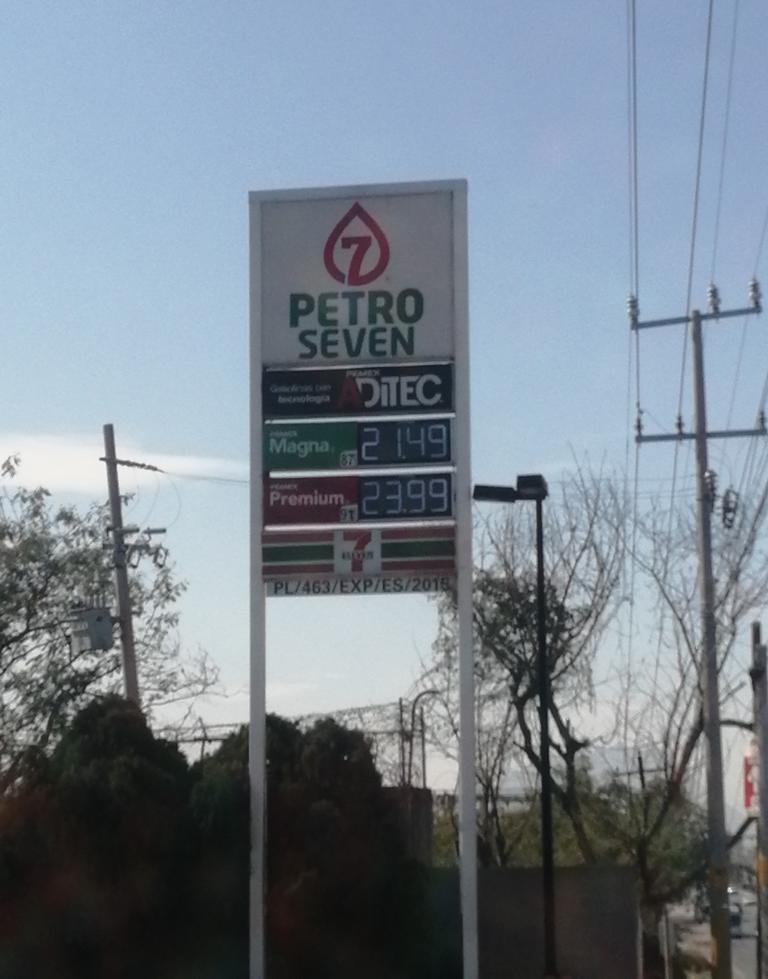 7
PETRO
SEVEN
PEMEX
Gasolinas con
tecnología
ADiTEC
PEMEX
Magna
87
21.49
PEMEX
Premium
91
23.99
7
ELEVEN
PL/463/EXP/ES/2015